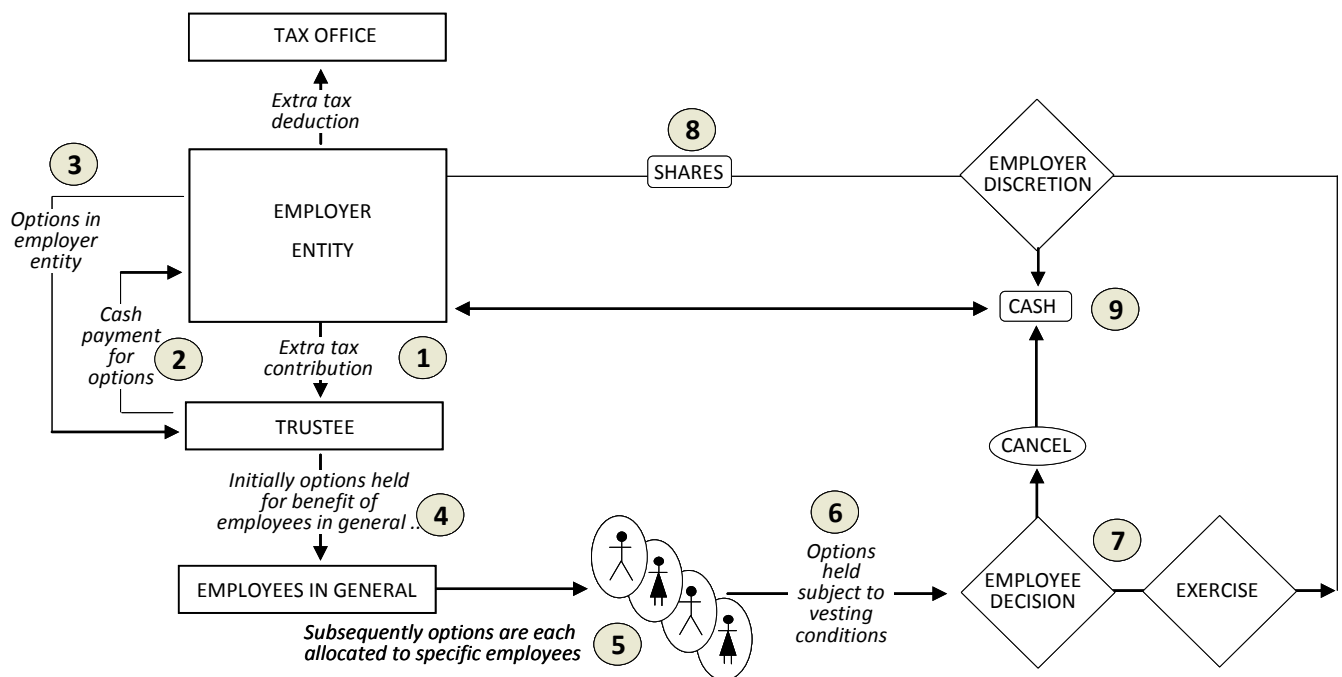 TAX OFFICE
Extra tax
deduction
3
8
SHARES
EMPLOYER
DISCRETION
EMPLOYER
ENTITY
Options in
employer
entity
CASH
9
Cash
payment
for
options
2
Extra tax
contribution
1
TRUSTEE
CANCEL
Initially options held
for benefit of
employees in general ..
4
6
Options
held
subject to
vesting
conditions
7
EMPLOYEES IN GENERAL
EMPLOYEE
DECISION
EXERCISE
Subsequently options are each
allocated to specific employees
5